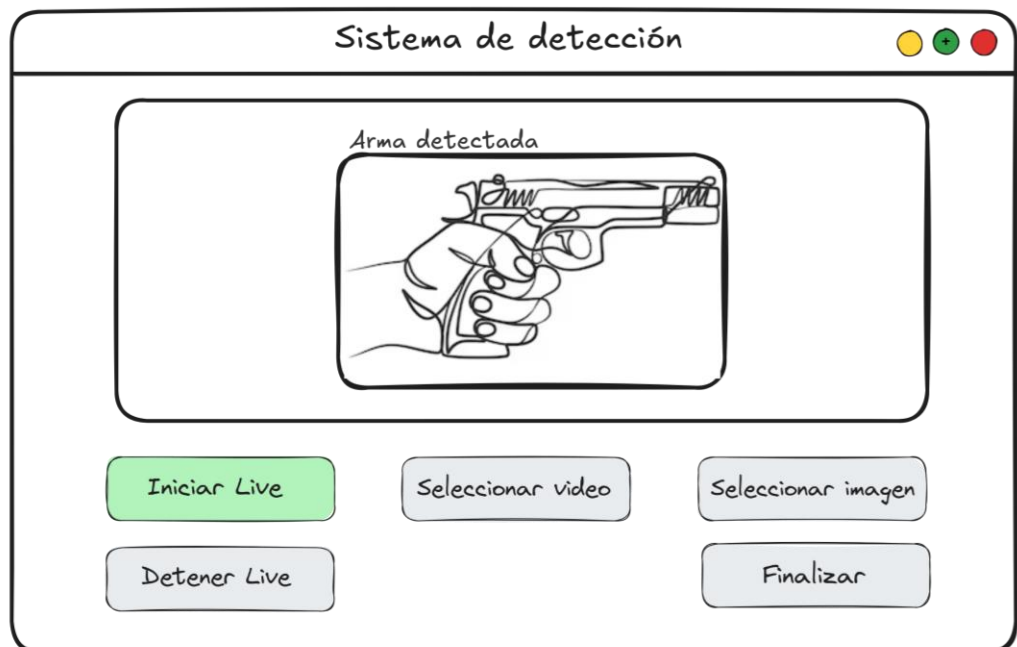 Sistema de detección
+
Arma detectada
Iniciar Live
Seleccionar video
Seleccionar imagen
Detener Live
Finalizar